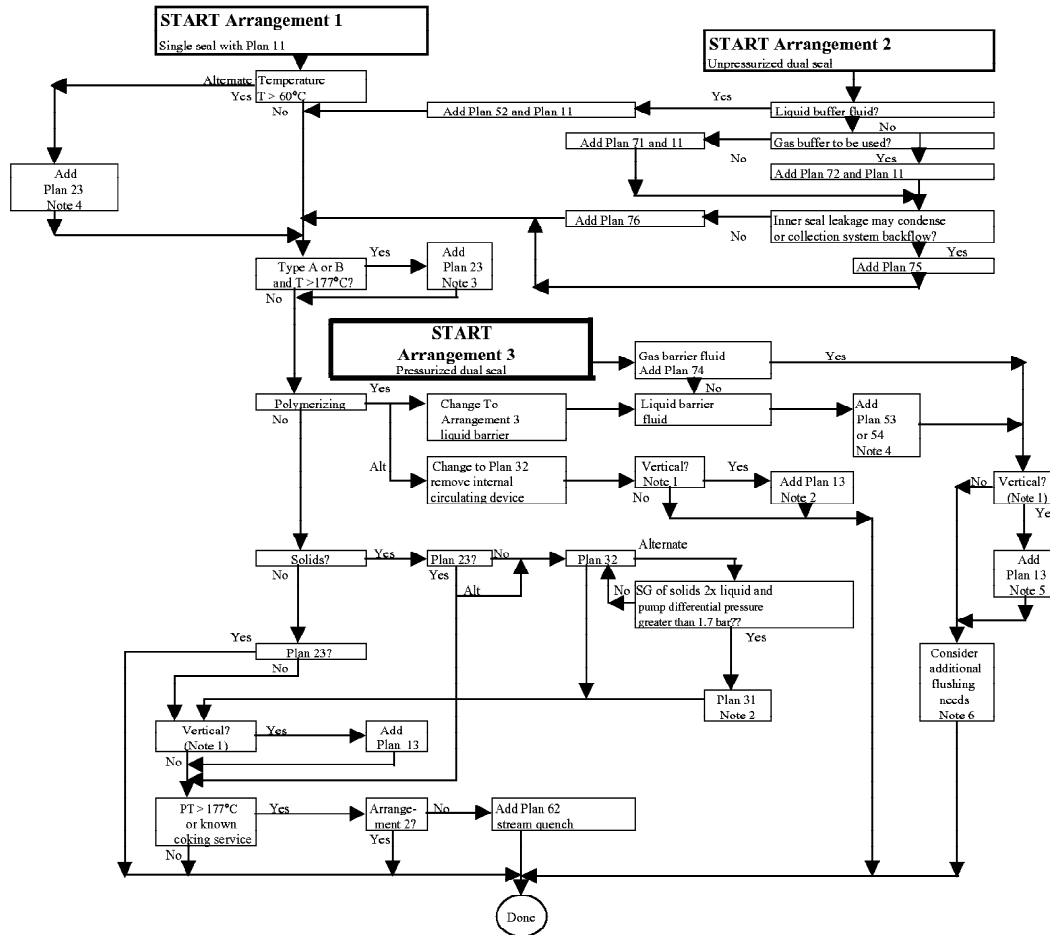 START Arrangement 1
Single seal with Plan 11
START Arrangement 2
Unpressurized dual seal
Alternate
Temperature
T > 60°C
Yes
No
Yes
Add Plan 52 and Plan 11
Liquid buffer fluid?
No
Add Plan 71 and 11
No
Gas buffer to be used?
Yes
Add Plan 72 and Plan 11
Add
Plan 23
Note 4
Add Plan 76
No
Inner seal leakage may condense
or collection system backflow?
Yes
Add Plan 75
Type A or B
and T >177°C?
Yes
No
Add
Plan 23
Note 3
START
Arrangement 3
Pressurized dual seal
Gas barrier fluid
Add Plan 74
Yes
No
Polymerizing
Yes
No
Change To
Arrangement 3
liquid barrier
Liquid barrier
fluid
Add
Plan 53
or 54
Note 4
Alt
Change to Plan 32
remove internal
circulating device
Vertical?
Note 1
Yes
No
Add Plan 13
Note 2
No
Vertical?
(Note 1)
Yes
Add
Plan 13
Note 5
Solids?
Yes
No
Plan 23?
No
Yes
Alt
Plan 32
Alternate
No
SG of solids 2x liquid and
pump differential pressure
greater than 1.7 bar??
Yes
Yes
Plan 23?
No
Consider
additional
flushing
needs
Note 6
Plan 31
Note 2
Vertical?
(Note 1)
Yes
No
Add
Plan 13
PT > 177°C
or known
coking service
Yes
No
Arrange-
ment 2?
No
Yes
Add Plan 62
stream quench
Done